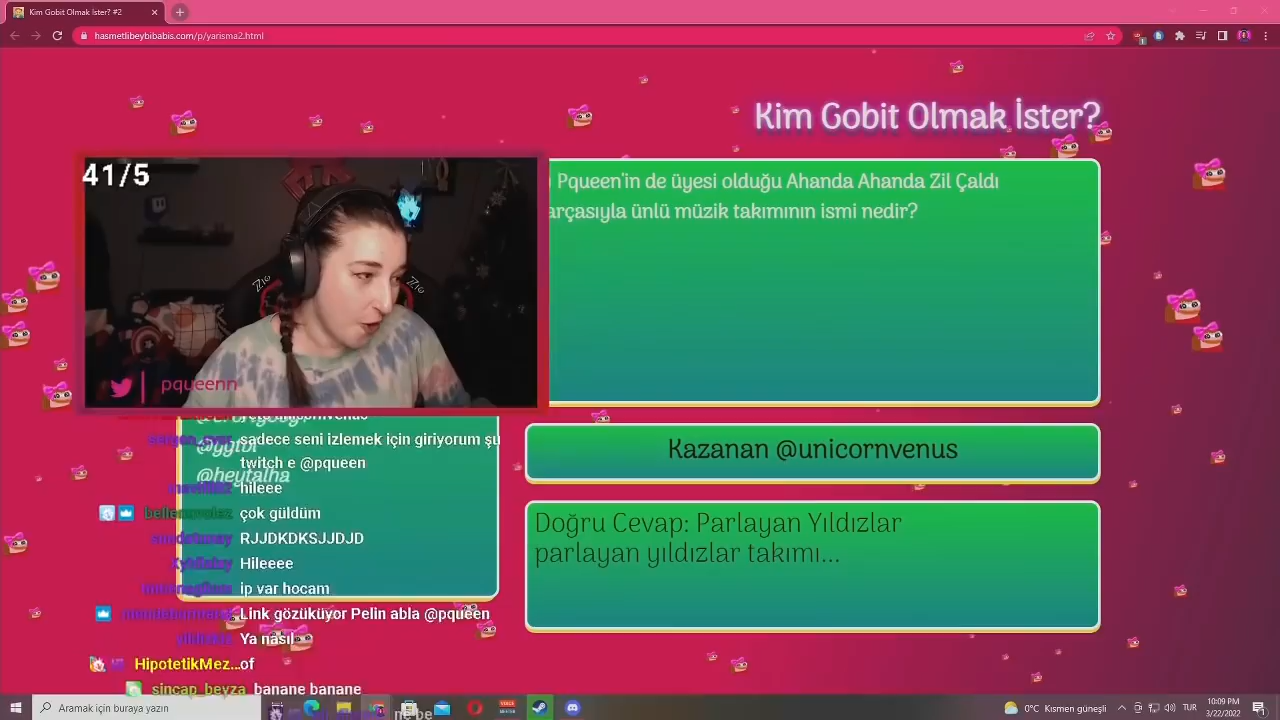 Kim Gobit Olmak İster? #2
hasmetlibeybibabis.com/p/yarisma2.html
Kim Gobit Olmak İster?
41/5
Pqueen'in de üyesi olduğu Ahanda Ahanda Zil Çaldı
arçasıyla ünlü müzik takımının ismi nedir?
pqueenn
Kazanan @unicornvenus
sadece seni izlemek için giriyorum şu
twitch e @pqueen
@heytalha
hileee
çok güldüm
RJJDKDKSJJDJD
Hileeee
ip var hocam
Link gözüküyor Pelin abla @pqueen
Ya nasıl
HipotetikMez... of
sincap_beyza banane banane
ne be
Doğru Cevap: Parlayan Yıldızlar
parlayan yıldızlar takımı...
Aramak için buraya yazın
0°C Kısmen güneşli
TUR
10:09 PM
3/22/2022